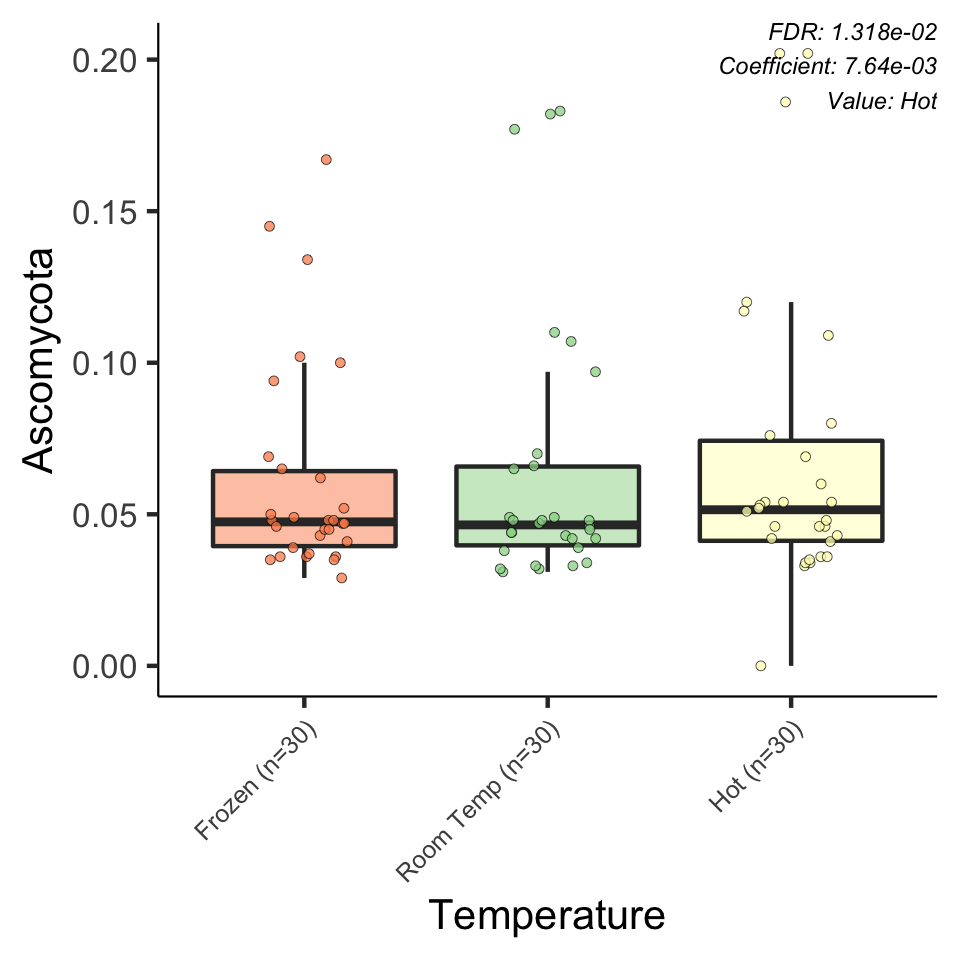 FDR: 1.318e-02
Coefficient: 7.64e-03
Value: Hot
Ascomycota
0.20
0.15
0.10
0.05
0.00
Frozen (n=30)
Room Temp (n=30)
Hot (n=30)
Temperature